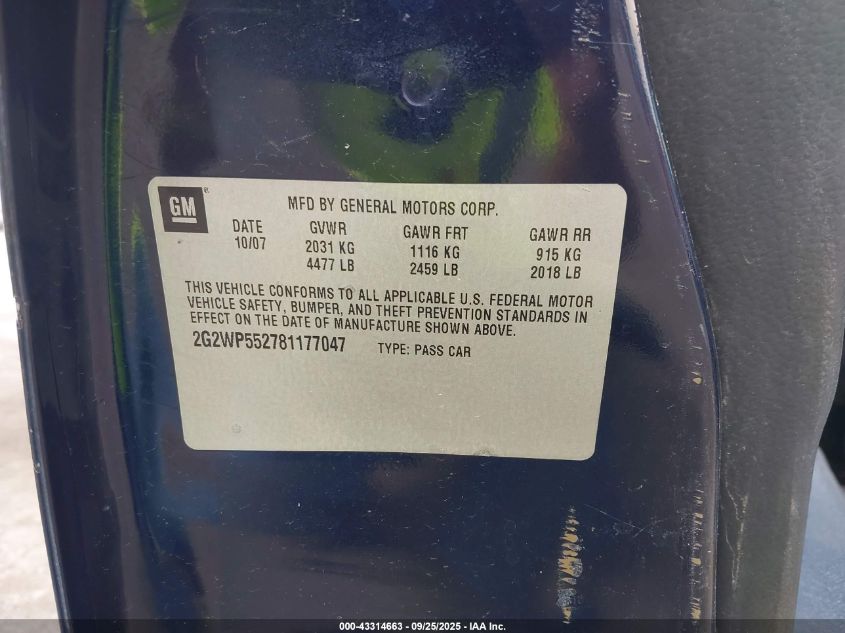 GM ®
MFD BY GENERAL MOTORS CORP.
DATE GVWR GAWR FRT GAWR RR
10/07 2031 KG 1116 KG 915 KG
4477 LB 2459 LB 2018 LB
THIS VEHICLE CONFORMS TO ALL APPLICABLE U.S. FEDERAL MOTOR
VEHICLE SAFETY, BUMPER, AND THEFT PREVENTION STANDARDS IN
EFFECT ON THE DATE OF MANUFACTURE SHOWN ABOVE.
2G2WP552781177047 TYPE: PASS CAR
000-43314663 - 09/25/2025 - IAA Inc.